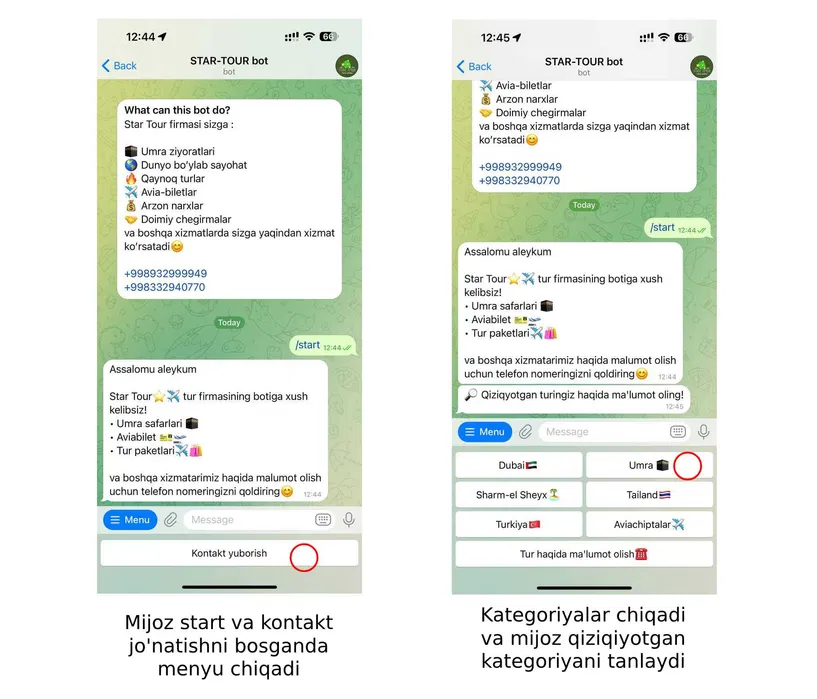 12:44
66
Back
STAR-TOUR bot
bot
What can this bot do?
Star Tour firmasi sizga :
🕋 Umra ziyoratlari
🌎 Dunyo bo‘ylab sayohat
🔥 Qaynoq turlar
✈️ Avia-biletlar
💰 Arzon narxlar
🤝 Doimiy chegirmalar
va boshqa xizmatlarda sizga yaqindan xizmat
ko‘rsatadi😊
+998932999949
+998332940770
Today
/start 12:44
Assalomu aleykum
Star Tour⭐✈️ tur firmasining botiga xush
kelibsiz!
• Umra safarlari 🕋
• Aviabilet 🎫🛫
• Tur paketlari✈️🛍️
va boshqa xizmatarimiz haqida malumot olish
uchun telefon nomeringizni qoldiring😊 12:44
Menu
Message
Kontakt yuborish
Mijoz start va kontakt
jo'natishni bosganda
menyu chiqadi
12:45
66
Back
STAR-TOUR bot
bot
✈️ Avia-biletlar
💰 Arzon narxlar
🤝 Doimiy chegirmalar
va boshqa xizmatlarda sizga yaqindan xizmat
ko‘rsatadi😊
+998932999949
+998332940770
Today
/start 12:44
Assalomu aleykum
Star Tour⭐✈️ tur firmasining botiga xush
kelibsiz!
• Umra safarlari 🕋
• Aviabilet 🎫🛫
• Tur paketlari✈️🛍️
va boshqa xizmatarimiz haqida malumot olish
uchun telefon nomeringizni qoldiring😊 12:44
🔎 Qiziqyotgan turingiz haqida ma'lumot oling!
12:45
Menu
Message
Dubai🇦🇪 Umra 🕋
Sharm-el Sheyx🏝️ Tailand🇹🇭
Turkiya🇹🇷 Aviachiptalar✈️
Tur haqida ma'lumot olish☎️
Kategoriyalar chiqadi
va mijoz qiziqiyotgan
kategoriyani tanlaydi